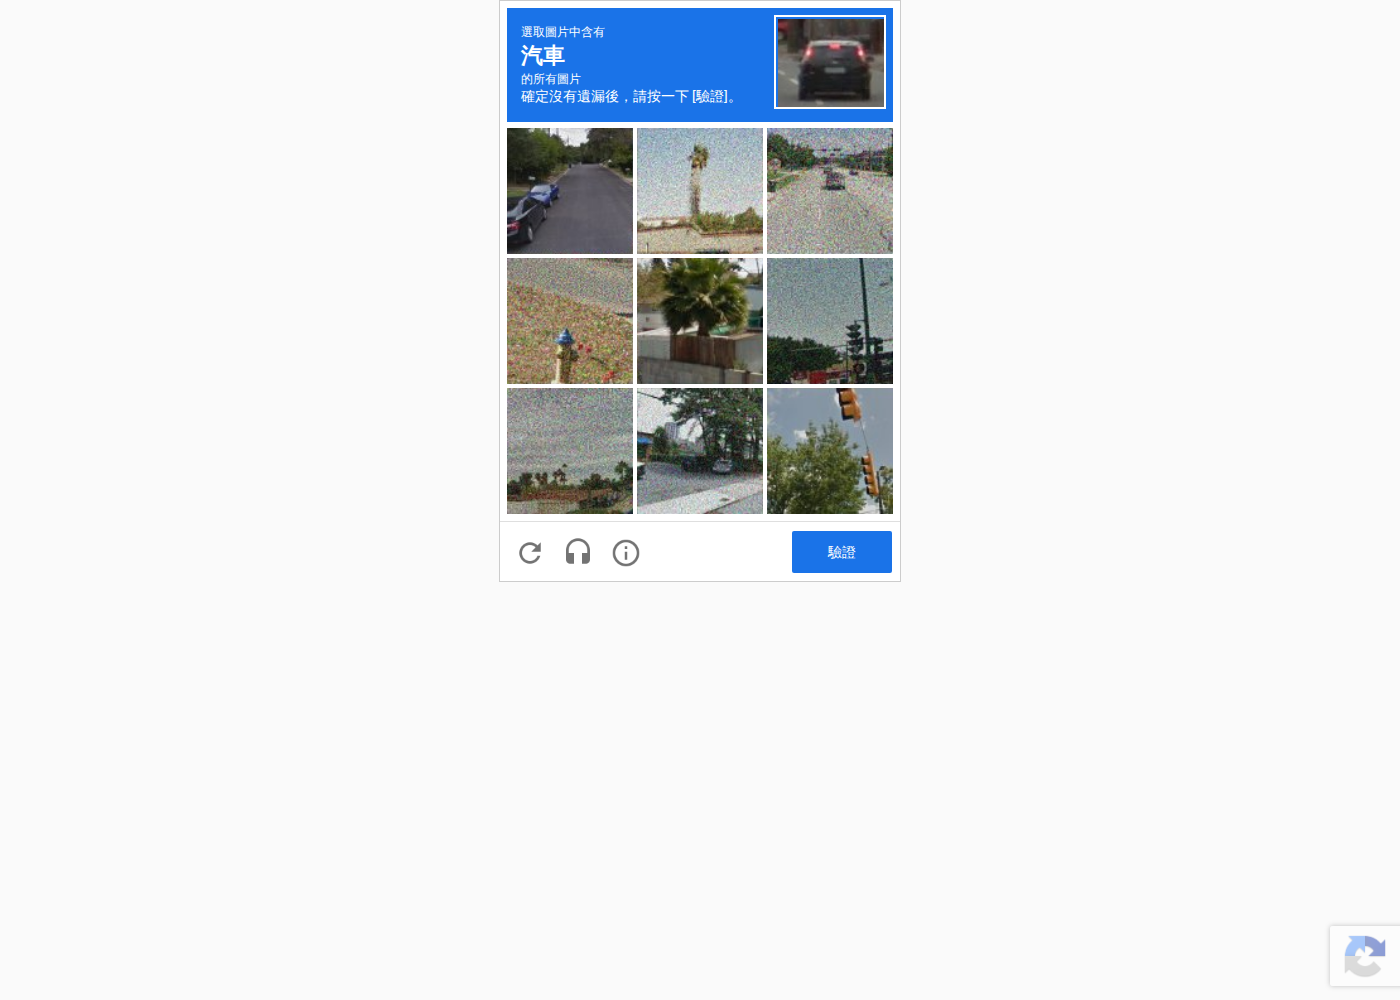 選取圖片中含有
汽車
的所有圖片
確定沒有遺漏後，請按一下 [驗證]。
驗證